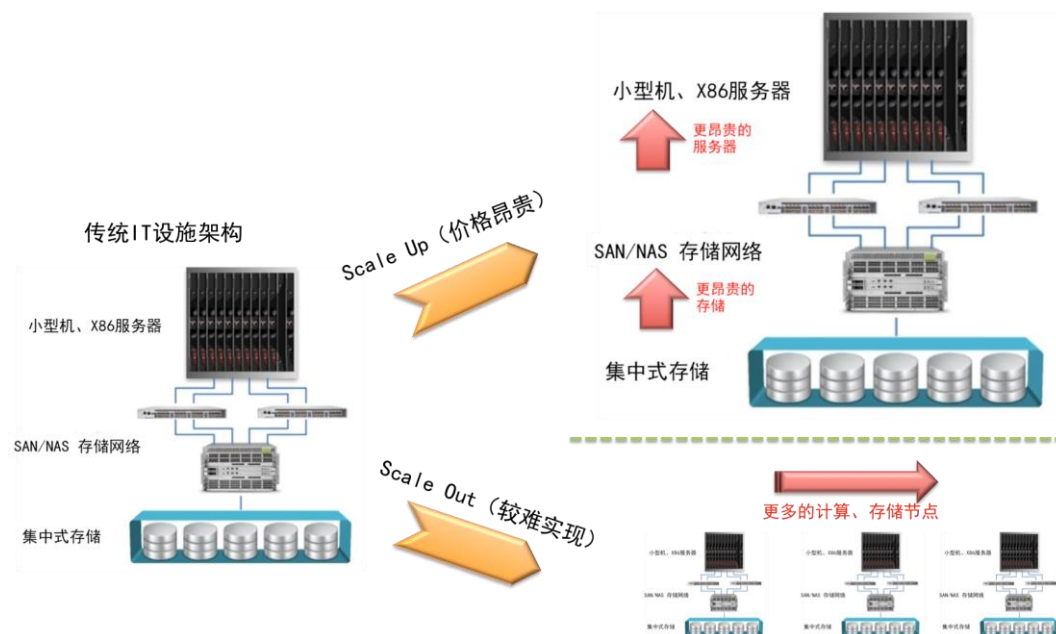 传统IT设施架构
小型机、X86服务器
SAN/NAS 存储网络
集中式存储
Scale Up（价格昂贵）
小型机、X86服务器
更昂贵的
服务器
SAN/NAS 存储网络
更昂贵的
存储
集中式存储
Scale Out（较难实现）
更多的计算、存储节点
小型机、X86服务器
SAN/NAS 存储网络
集中式存储
小型机、X86服务器
SAN/NAS 存储网络
集中式存储
小型机、X86服务器
SAN/NAS 存储网络
集中式存储